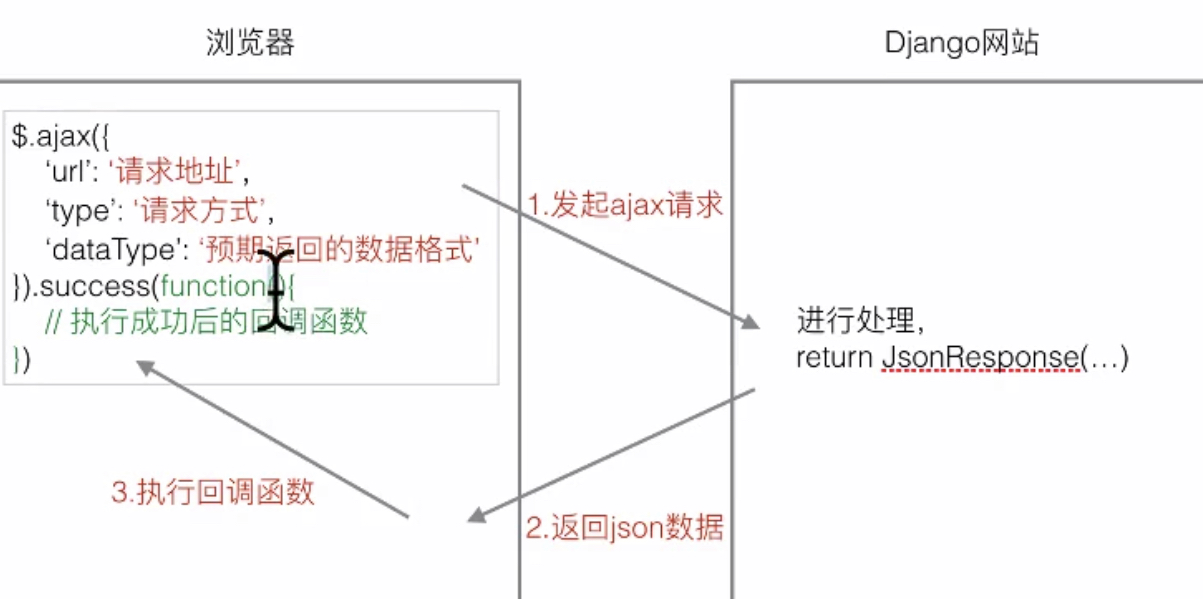 浏览器
Django网站
$.ajax({
‘url’: ‘请求地址’,
‘type’: ‘请求方式’,
‘dataType’: ‘预期返回的数据格式’
}).success(function(){
// 执行成功后的回调函数
})
1.发起ajax请求
进行处理，
return JsonResponse(…)
2.返回json数据
3.执行回调函数